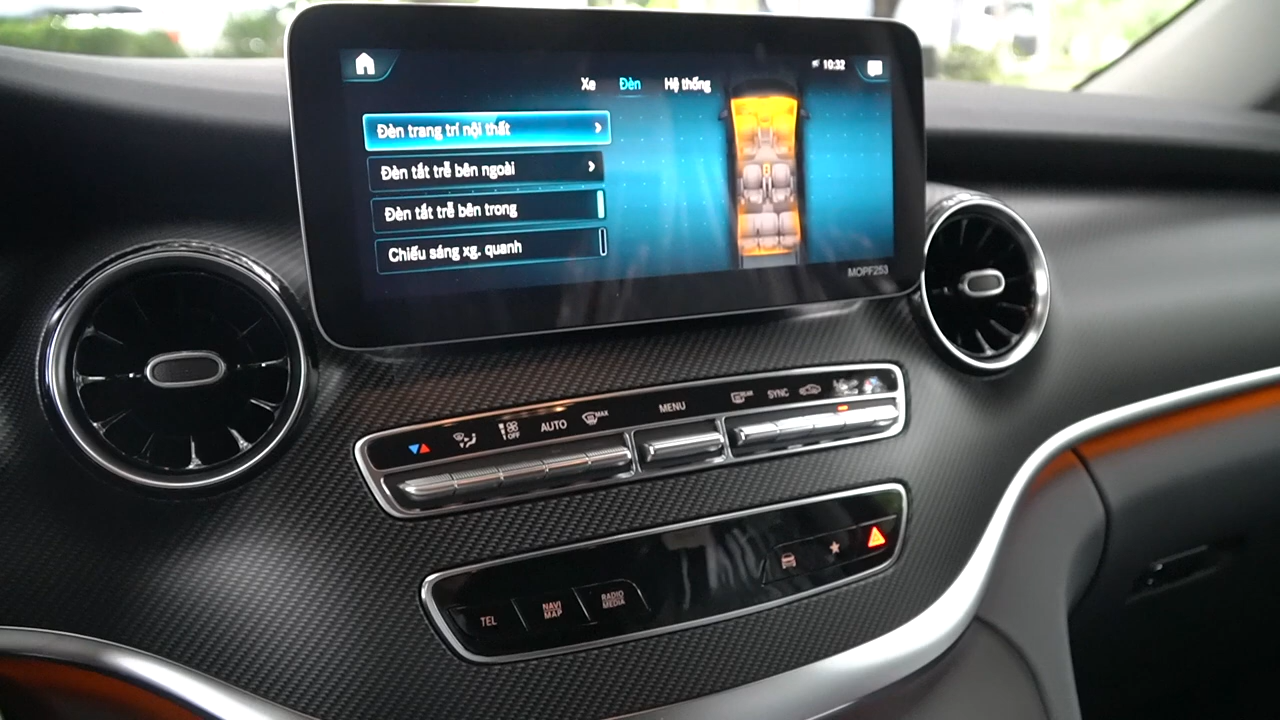 10:32
Xe Đèn Hệ thống
Đèn trang trí nội thất
Đèn tắt trễ bên ngoài
Đèn tắt trễ bên trong
Chiếu sáng xg. quanh
MOPF253
OFF AUTO MAX MENU REAR SYNC
TEL
NAVI
MAP
RADIO
MEDIA